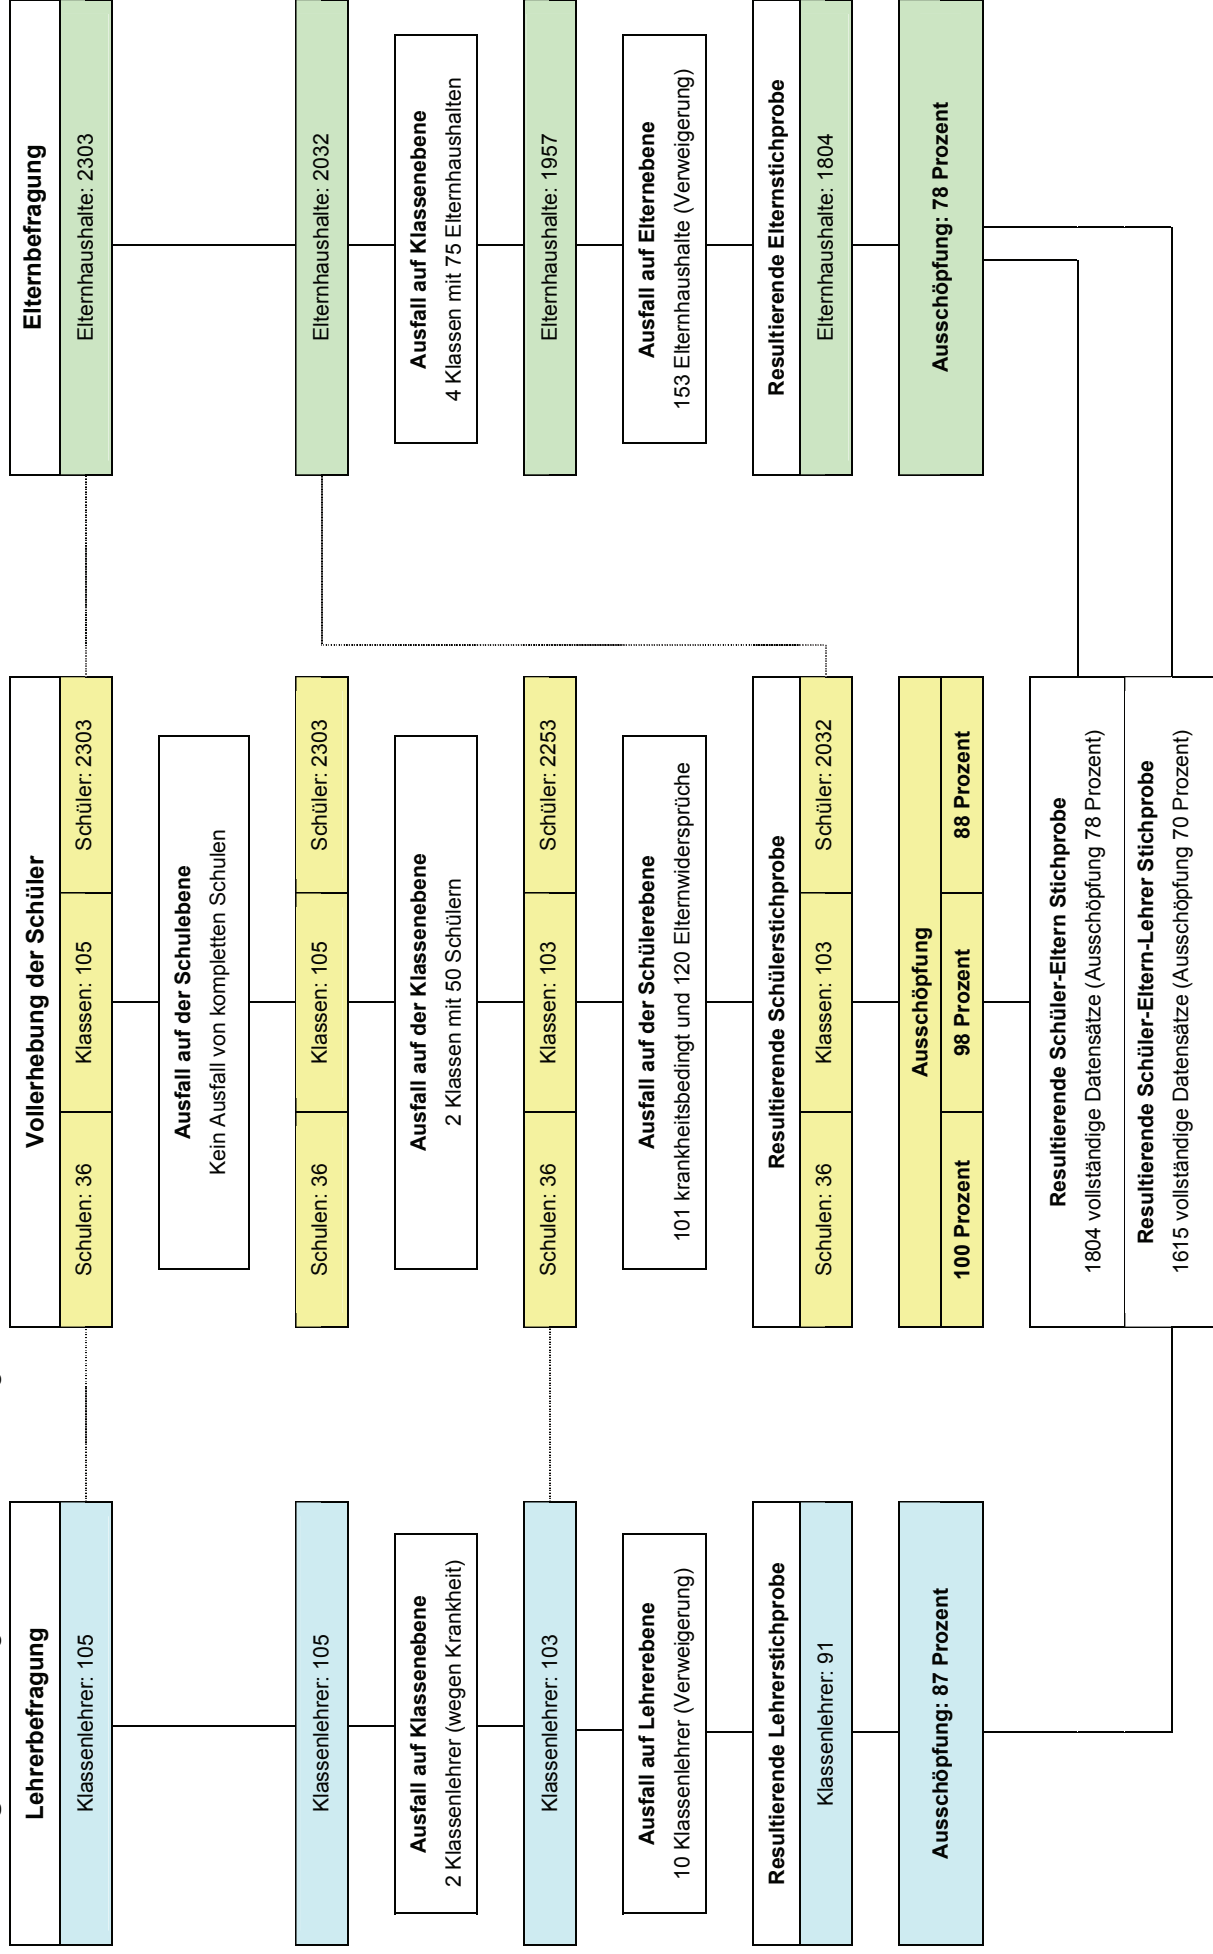 Lehrerbefragung
Klassenlehrer: 105
Klassenlehrer: 105
Ausfall auf Klassenebene
2 Klassenlehrer (wegen Krankheit)
Klassenlehrer: 103
Ausfall auf Lehrerebene
10 Klassenlehrer (Verweigerung)
Resultierende Lehrerstichprobe
Klassenlehrer: 91
Ausschöpfung: 87 Prozent
Vollerhebung der Schüler
Schulen: 36 Klassen: 105 Schüler: 2303
Ausfall auf der Schulebene
Kein Ausfall von kompletten Schulen
Schulen: 36 Klassen: 105 Schüler: 2303
Ausfall auf der Klassenebene
2 Klassen mit 50 Schülern
Schulen: 36 Klassen: 103 Schüler: 2253
Ausfall auf der Schülerebene
101 krankheitsbedingt und 120 Elternwidersprüche
Resultierende Schülerstichprobe
Schulen: 36 Klassen: 103 Schüler: 2032
Ausschöpfung
100 Prozent 98 Prozent 88 Prozent
Resultierende Schüler-Eltern Stichprobe
1804 vollständige Datensätze (Ausschöpfung 78 Prozent)
Resultierende Schüler-Eltern-Lehrer Stichprobe
1615 vollständige Datensätze (Ausschöpfung 70 Prozent)
Elternbefragung
Elternhaushalte: 2303
Elternhaushalte: 2032
Ausfall auf Klassenebene
4 Klassen mit 75 Elternhaushalten
Elternhaushalte: 1957
Ausfall auf Elternebene
153 Elternhaushalte (Verweigerung)
Resultierende Elternstichprobe
Elternhaushalte: 1804
Ausschöpfung: 78 Prozent